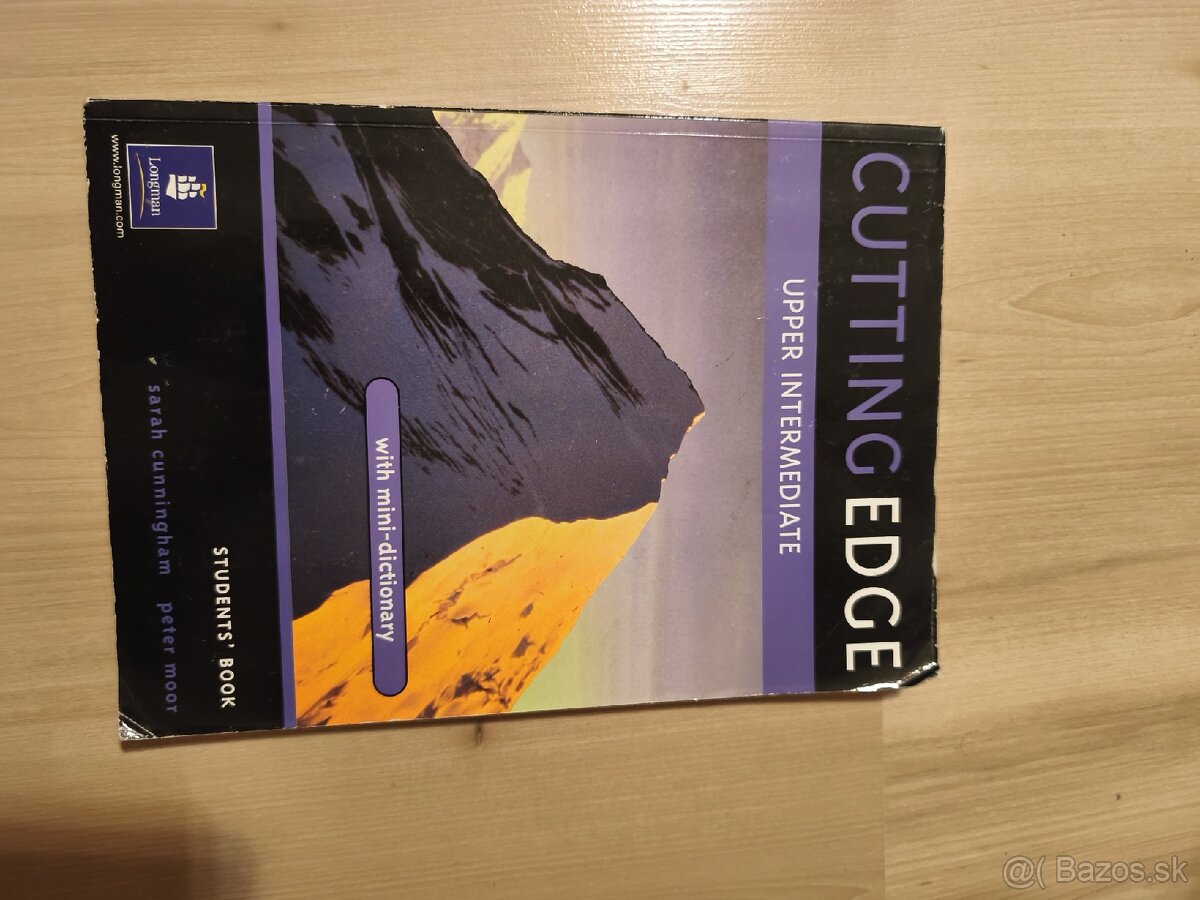 CUTTING EDGE
UPPER INTERMEDIATE
with mini-dictionary
STUDENTS' BOOK
sarah cunningham peter moor
Longman
www.longman.com
@( Bazos.sk